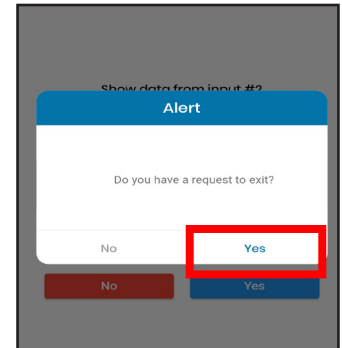 Show data from input #2
Alert
Do you have a request to exit?
No Yes
No Yes